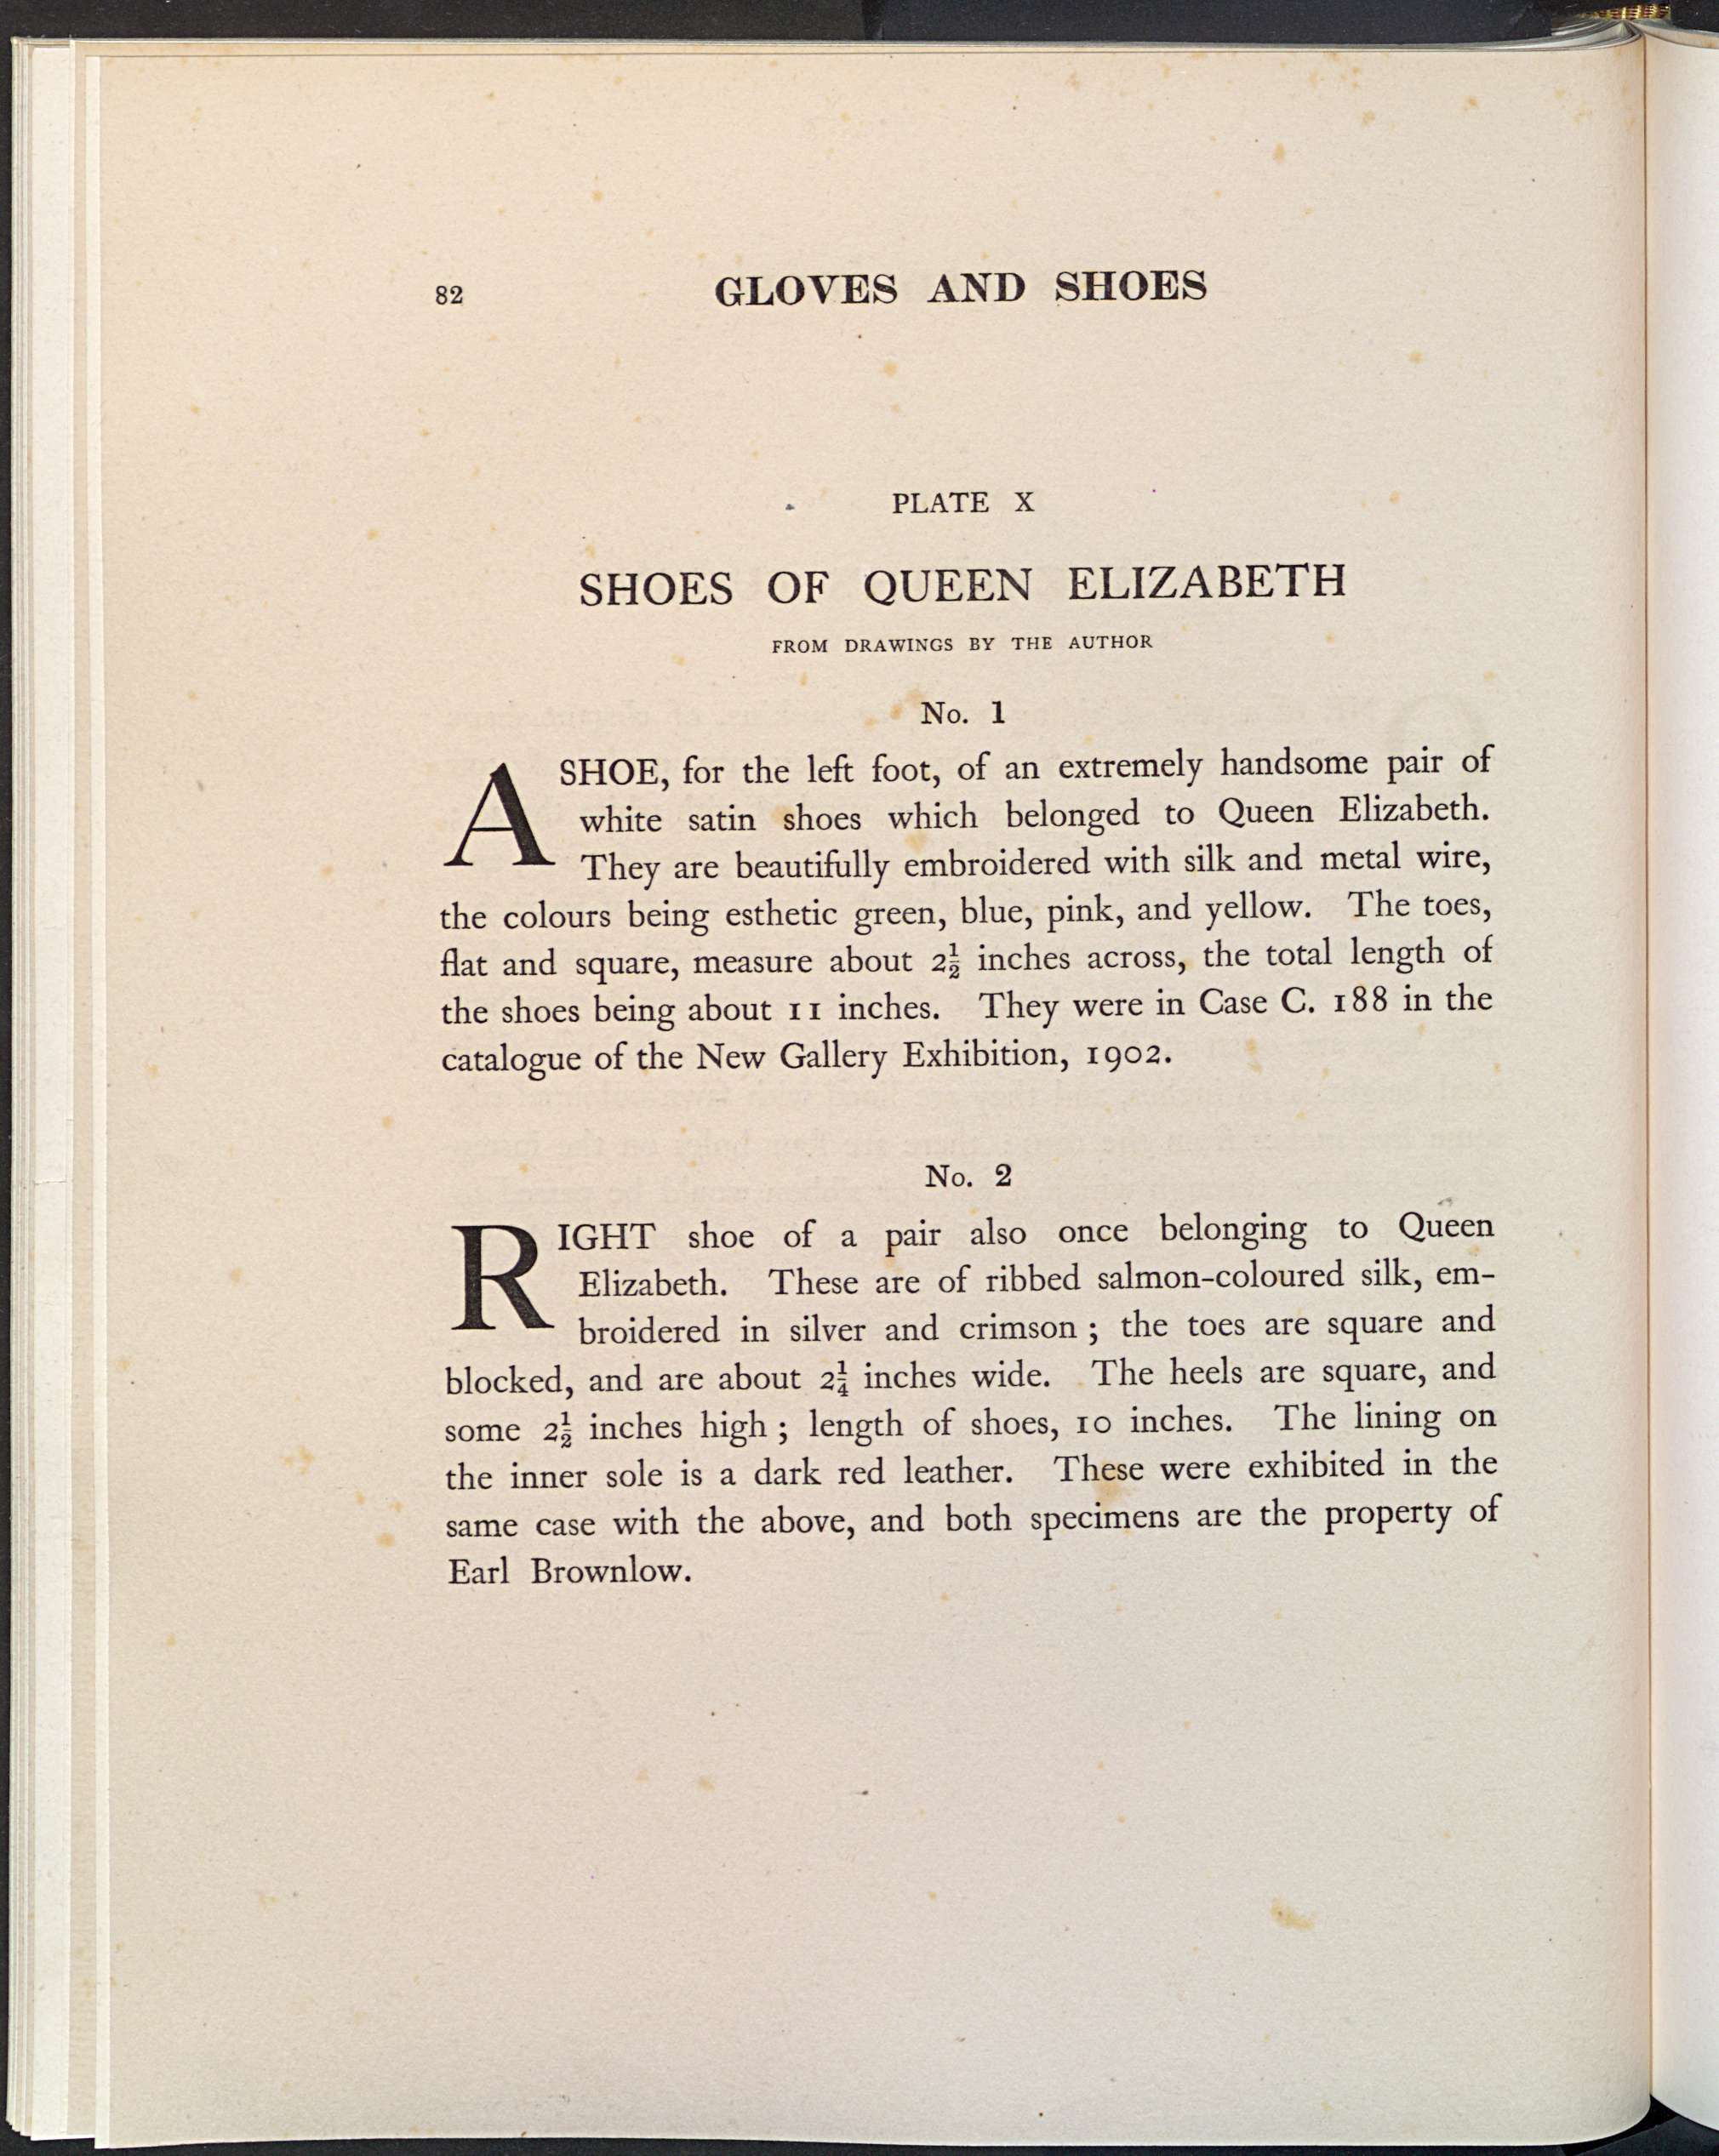 82 GLOVES AND SHOES
PLATE X
SHOES OF QUEEN ELIZABETH
FROM DRAWINGS BY THE AUTHOR
No. 1
A SHOE, for the left foot, of an extremely handsome pair of
white satin shoes which belonged to Queen Elizabeth.
They are beautifully embroidered with silk and metal wire,
the colours being esthetic green, blue, pink, and yellow. The toes,
flat and square, measure about 2½ inches across, the total length of
the shoes being about 11 inches. They were in Case C. 188 in the
catalogue of the New Gallery Exhibition, 1902.
No. 2
RIGHT shoe of a pair also once belonging to Queen
Elizabeth. These are of ribbed salmon-coloured silk, em-
broidered in silver and crimson ; the toes are square and
blocked, and are about 2¼ inches wide. The heels are square, and
some 2½ inches high ; length of shoes, 10 inches. The lining on
the inner sole is a dark red leather. These were exhibited in the
same case with the above, and both specimens are the property of
Earl Brownlow.